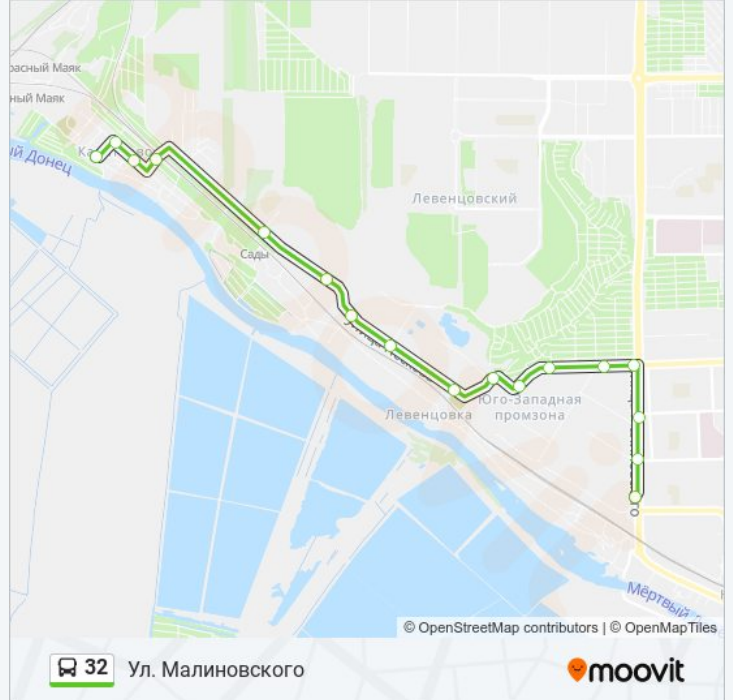 расный Маяк
ный Маяк
й Донец
Левенцовский
Сады
Левенцовка
Юго-Западная
промзона
Мёртвый
© OpenStreetMap contributors | © OpenMapTiles
32 Ул. Малиновского
moovit